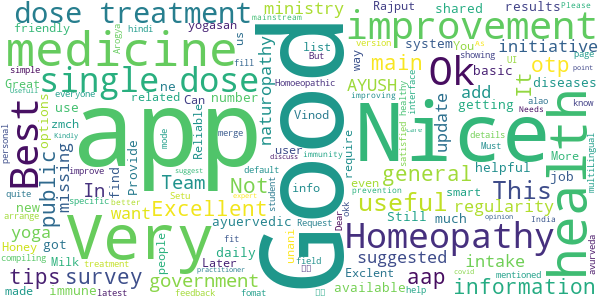 dose treatment
ministry
Rajput
shared
results
Please
mainstream
hindi
Arogya
friendly
yogasan
us
list
But
improvement
medicine
Homoeopathic
way
system
You
initiative
version
showing
UI
page
simple
Great
ne
fill
everyone
single dose
naturopathy
AYUSH
main
Ok
otp
It
basic
interface
point
Usefull
related
Can
number
add
diseases
use
zmch
Reliable
merge
user
improving
healthy
satisfied
update
getting
know
personal
Best
public
missing
options
app
Good
Nice
health
In
find
Provide
mode
Vinod
even
require
More
alao
Needs
details
Must
multilingual
improve
Team
Setu
suggest
default
info
immunity
discuss
general
helpful
job
quite
new
want
Not
useful
This
smart
Excellent
specific
better
student
prevention
okk
Still
much
regularity
arrange
Kindly
yoga
got
ayuervedic
Request
Dear
Homeopathy
opinion
India
Very
people
daily
fit
unani
field
suggested
intake
Honey
Milk
Later
compiling
treatment
practitioner
tips
survey
government
aap
Exclent
mentioned
ayurveda
made
immune
latest
feedback
fomat
available
help
covid
information